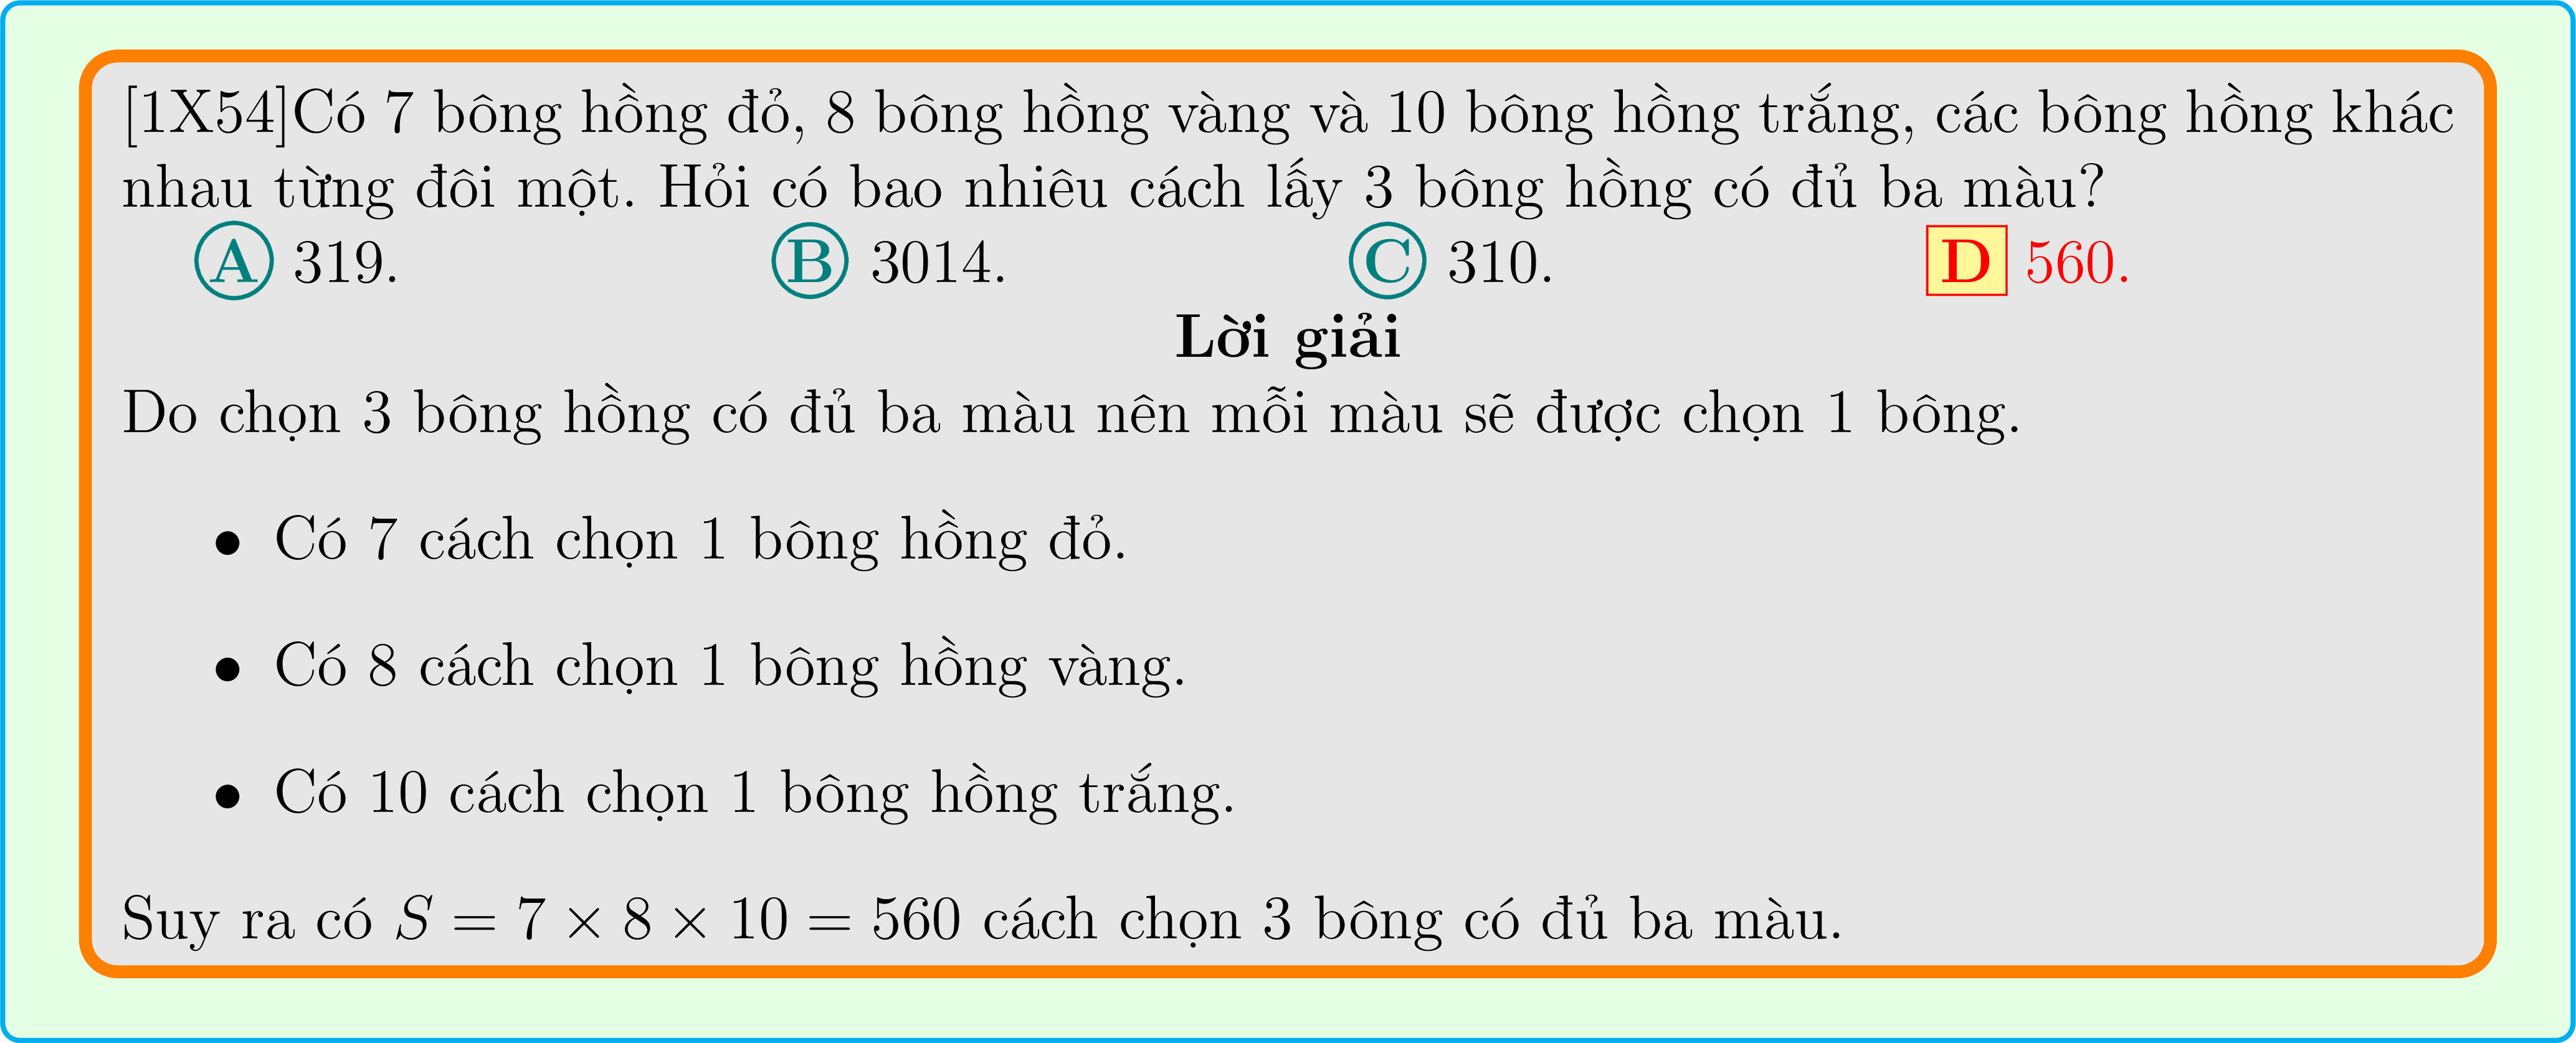 [1X54]Có 7 bông hồng đỏ, 8 bông hồng vàng và 10 bông hồng trắng, các bông hồng khác
nhau từng đôi một. Hỏi có bao nhiêu cách lấy 3 bông hồng có đủ ba màu?
A 319. B 3014. C 310. D 560.
Lời giải
Do chọn 3 bông hồng có đủ ba màu nên mỗi màu sẽ được chọn 1 bông.
• Có 7 cách chọn 1 bông hồng đỏ.
• Có 8 cách chọn 1 bông hồng vàng.
• Có 10 cách chọn 1 bông hồng trắng.
Suy ra có S = 7 × 8 × 10 = 560 cách chọn 3 bông có đủ ba màu.